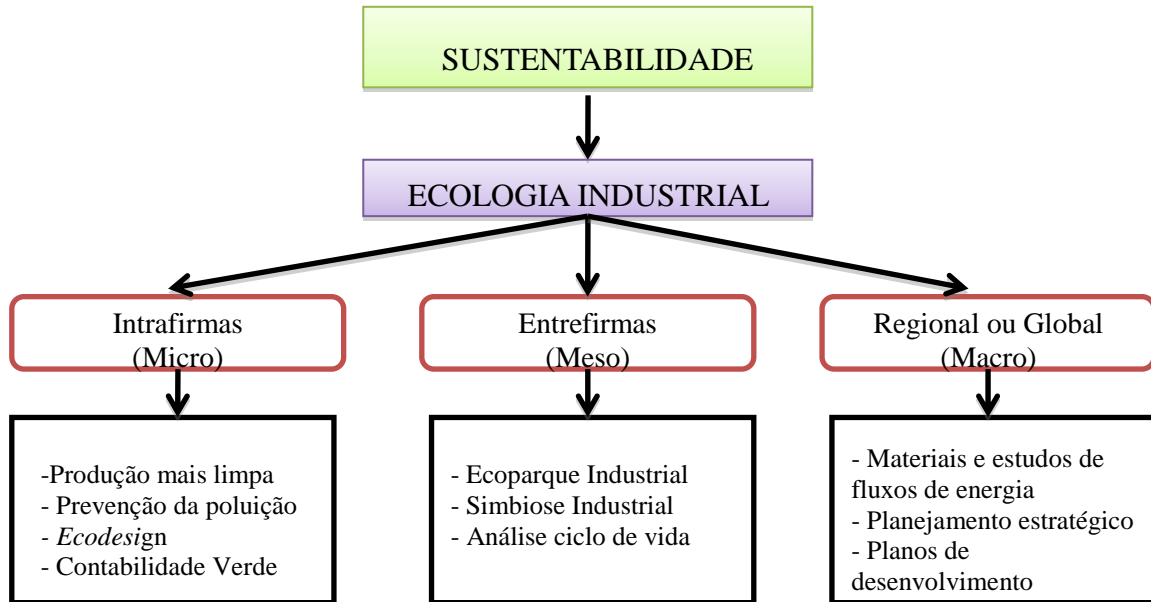 SUSTENTABILIDADE
ECOLOGIA INDUSTRIAL
Intrafirmas
(Micro)
Entrefirmas
(Meso)
Regional ou Global
(Macro)
-Produção mais limpa
- Prevenção da poluição
- Ecodesign
- Contabilidade Verde
- Ecoparque Industrial
- Simbiose Industrial
- Análise ciclo de vida
- Materiais e estudos de
fluxos de energia
- Planejamento estratégico
- Planos de
desenvolvimento